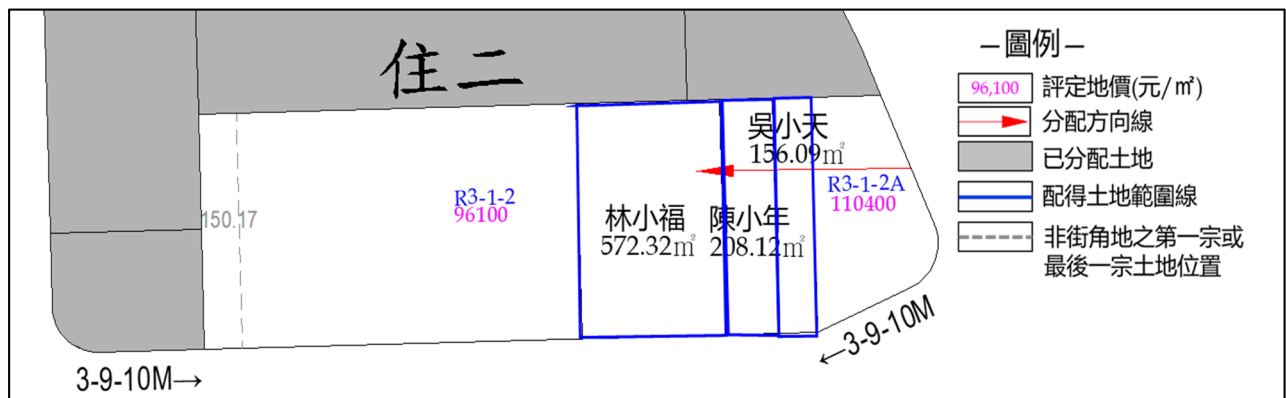 住二
吳小天
156.09㎡
R3-1-2
96100
R3-1-2A
110400
150.17
林小福
572.32㎡
陳小年
208.12㎡
3-9-10M→
←3-9-10M
－圖例－
96,100
評定地價(元/㎡)
分配方向線
已分配土地
配得土地範圍線
非街角地之第一宗或
最後一宗土地位置